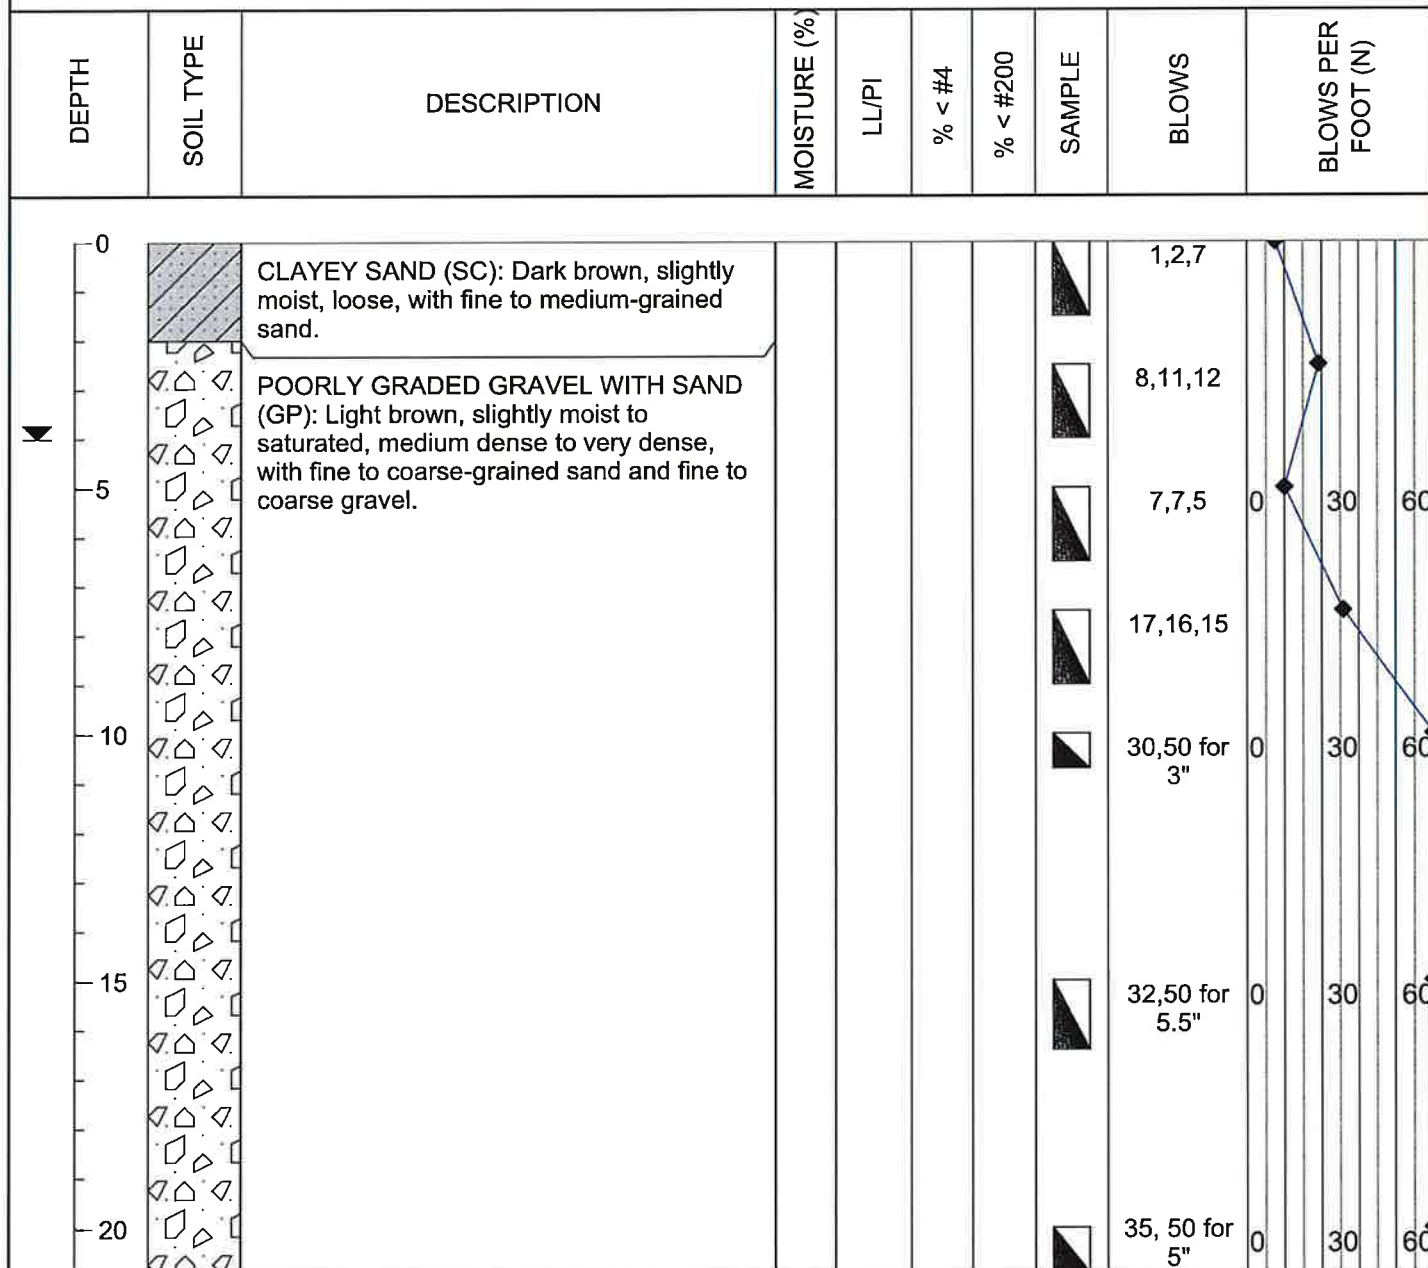 DEPTH
SOIL TYPE
DESCRIPTION
MOISTURE (%)
LL/PI
% < #4
% < #200
SAMPLE
BLOWS
BLOWS PER
FOOT (N)
0
CLAYEY SAND (SC): Dark brown, slightly
moist, loose, with fine to medium-grained
sand.
1,2,7
POORLY GRADED GRAVEL WITH SAND
(GP): Light brown, slightly moist to
saturated, medium dense to very dense,
with fine to coarse-grained sand and fine to
coarse gravel.
8,11,12
5
7,7,5
0 30 60
17,16,15
10
30,50 for
3"
0 30 60
15
32,50 for
5.5"
0 30 60
20
35, 50 for
5"
0 30 60